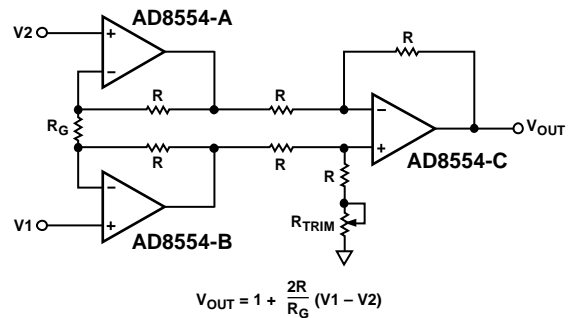 AD8554-A
V2
+
−
R
R
R
−
+
VOUT
RG
R
R
AD8554-C
−
+
R
V1
AD8554-B
RTRIM
VOUT = 1 + 2R/RG (V1 – V2)